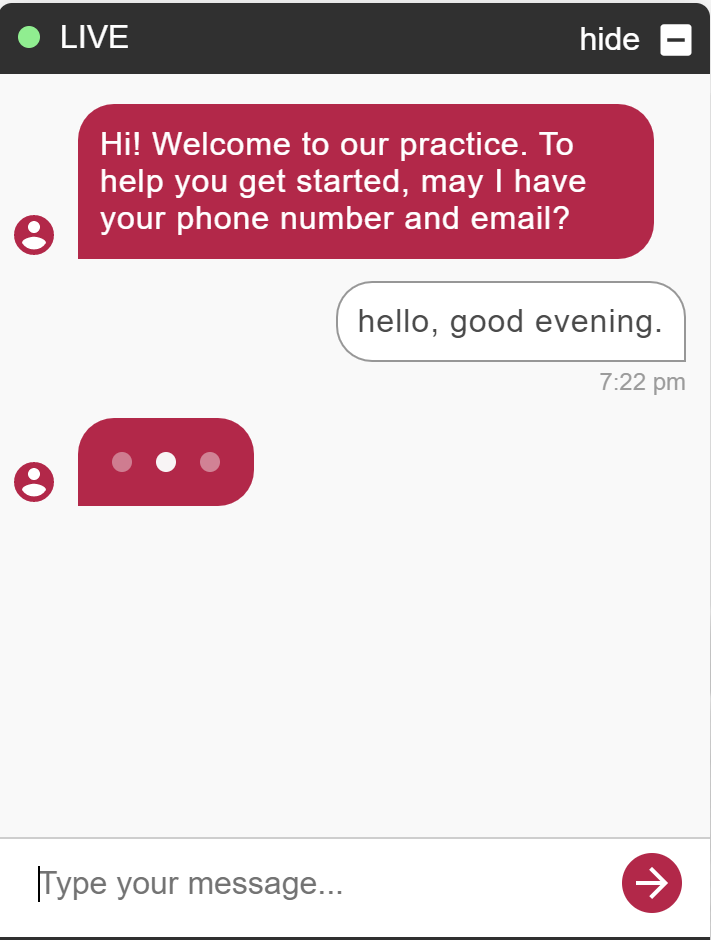 LIVE
hide
Hi! Welcome to our practice. To
help you get started, may I have
your phone number and email?
hello, good evening.
7:22 pm
Type your message...